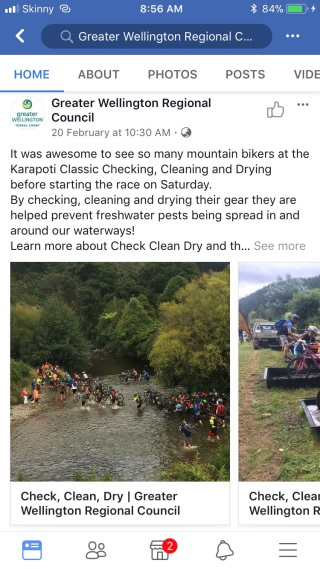 Skinny 8:56 AM 84%
Greater Wellington Regional C...
HOME ABOUT PHOTOS POSTS VIDE
greater WELLINGTON
Greater Wellington Regional
Council
20 February at 10:30 AM ·
It was awesome to see so many mountain bikers at the
Karapoti Classic Checking, Cleaning and Drying
before starting the race on Saturday.
By checking, cleaning and drying their gear they are
helped prevent freshwater pests being spread in and
around our waterways!
Learn more about Check Clean Dry and th... See more
Check, Clean, Dry | Greater
Wellington Regional Council
Check, Clea
Wellington R
2